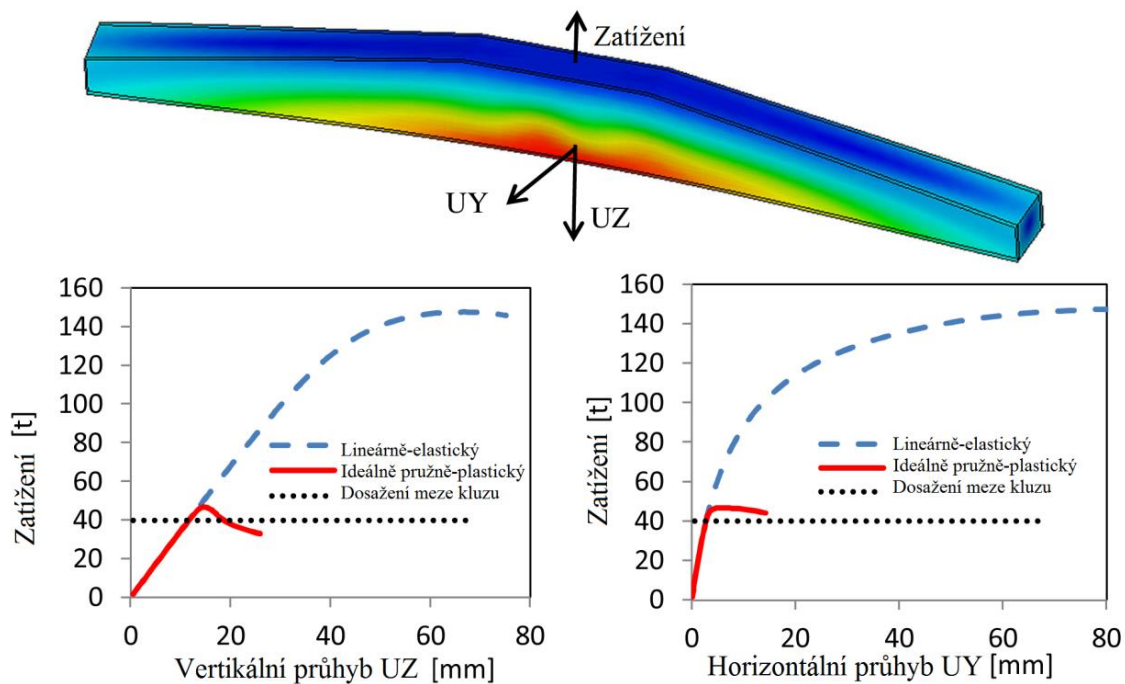 Zatížení
UY
UZ
160
140
120
100
80
60
40
20
0
Zatížení [t]
Lineárně-elastický
Ideálně pružně-plastický
Dosažení meze kluzu
0 20 40 60 80
Vertikální průhyb UZ [mm]
160
140
120
100
80
60
40
20
0
Zatížení [t]
Lineárně-elastický
Ideálně pružně-plastický
Dosažení meze kluzu
0 20 40 60 80
Horizontální průhyb UY [mm]